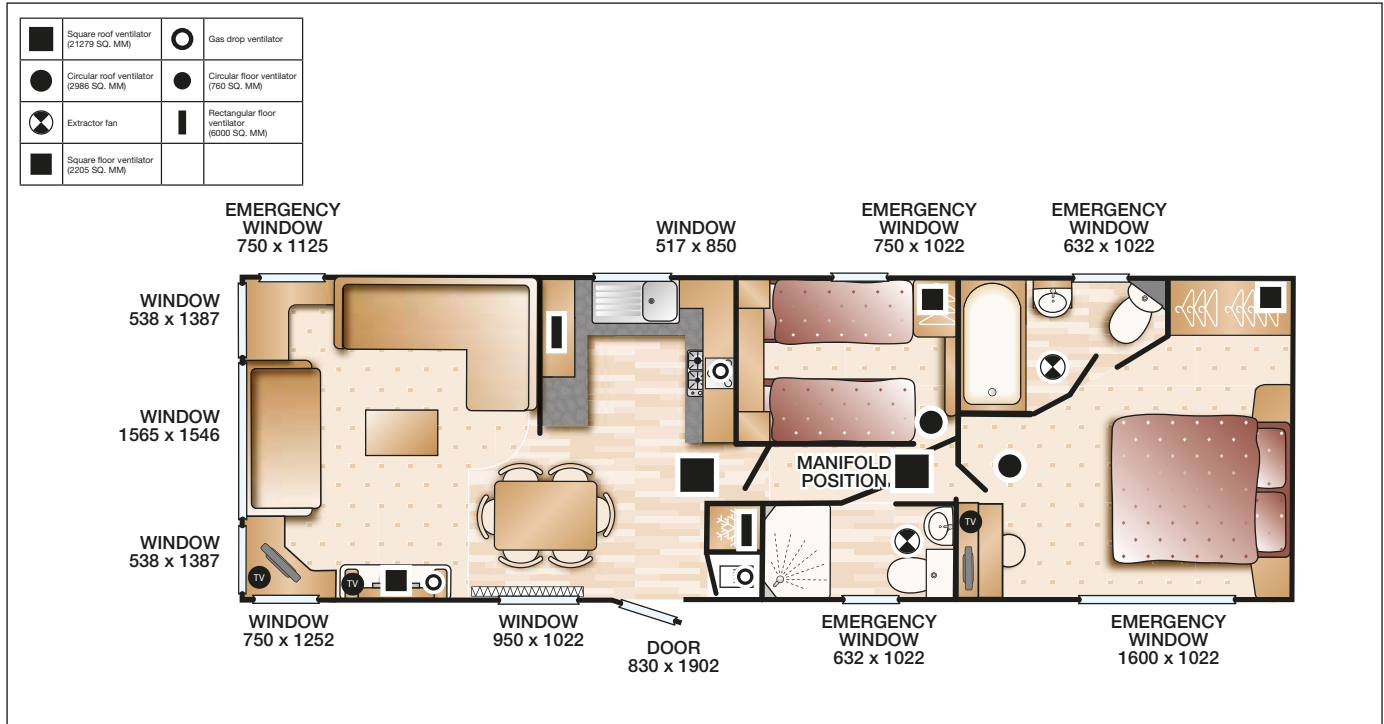 Square roof ventilator
(21279 SQ. MM)
Gas drop ventilator
Circular roof ventilator
(2986 SQ. MM)
Circular floor ventilator
(760 SQ. MM)
Extractor fan
Rectangular floor
ventilator
(6000 SQ. MM)
Square floor ventilator
(2205 SQ. MM)
EMERGENCY
WINDOW
750 x 1125
WINDOW
517 x 850
EMERGENCY
WINDOW
750 x 1022
EMERGENCY
WINDOW
632 x 1022
WINDOW
538 x 1387
WINDOW
1565 x 1546
WINDOW
538 x 1387
MANIFOLD
POSITION
TV
TV
TV
WINDOW
750 x 1252
WINDOW
950 x 1022
DOOR
830 x 1902
EMERGENCY
WINDOW
632 x 1022
EMERGENCY
WINDOW
1600 x 1022